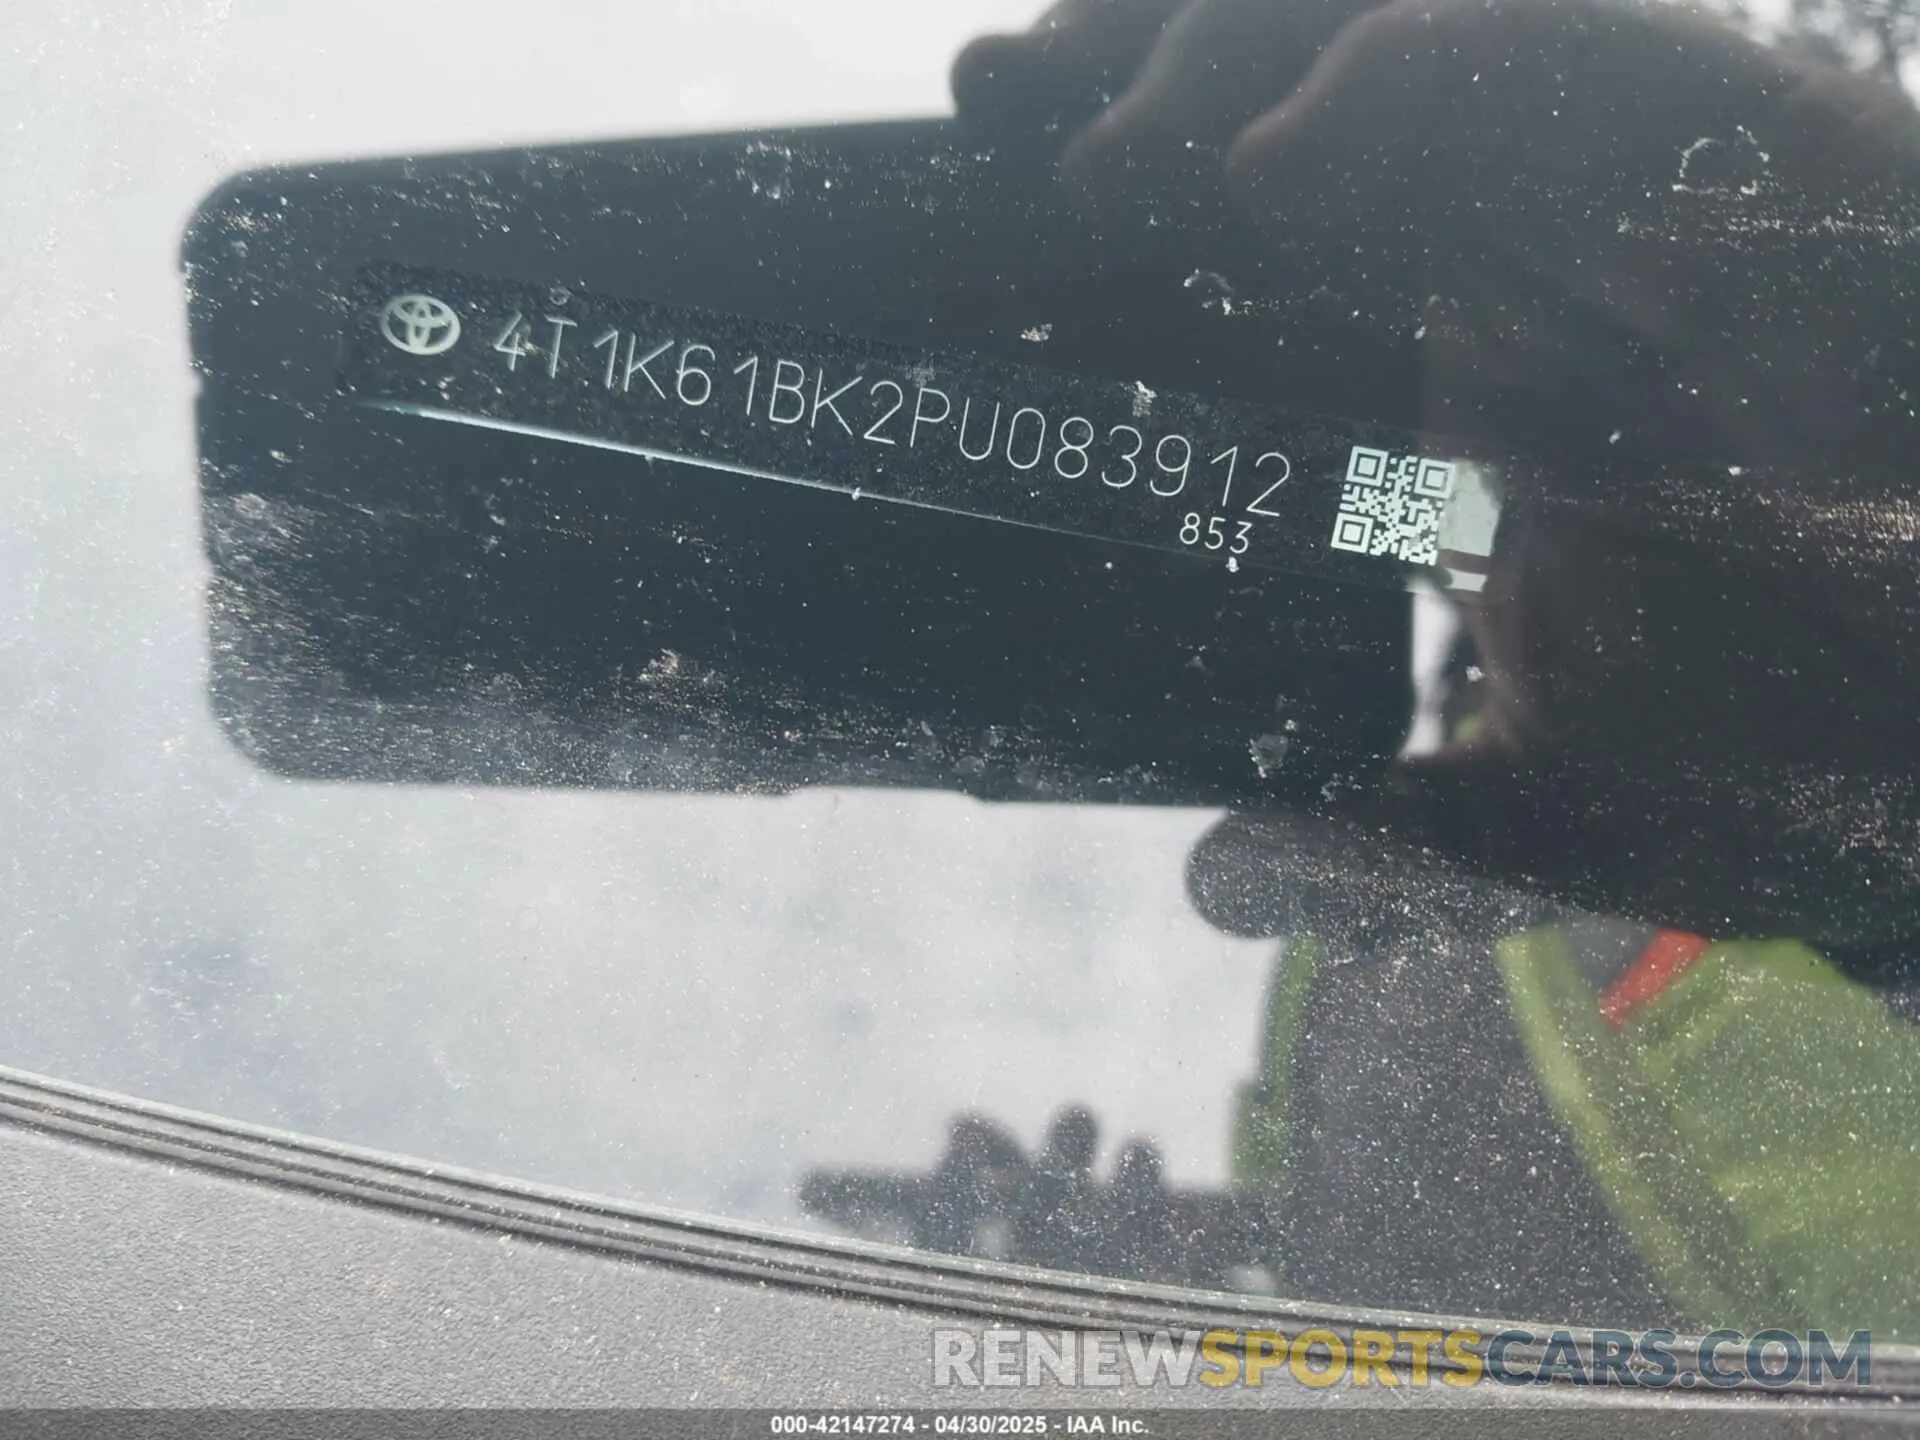 4T1K61BK2PU083912
853
RENEWSPORTSCARS.COM
000-42147274 - 04/30/2025 - IAA Inc.